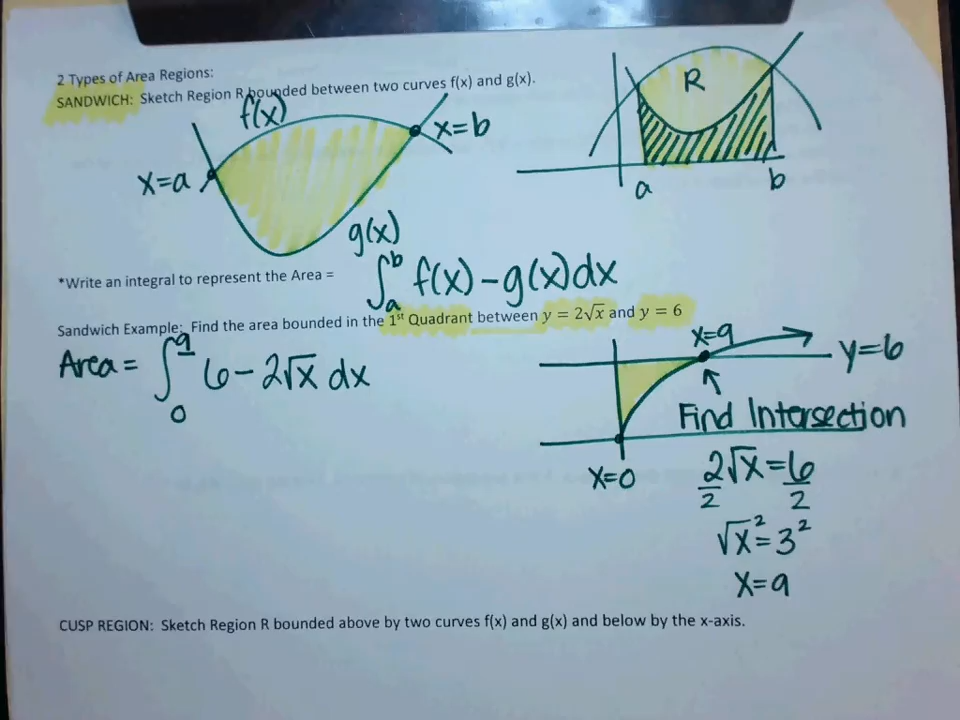 2 Types of Area Regions:
SANDWICH: Sketch Region R bounded between two curves f(x) and g(x).
f(x)
x=b
x=a
g(x)
R
a
b
*Write an integral to represent the Area =
∫ₐᵇ f(x)-g(x)dx
Sandwich Example: Find the area bounded in the 1st Quadrant between y = 2√x and y = 6
Area = ∫₀⁹ 6-2√x dx
x=9
y=6
Find Intersection
x=0
2√x = 6
2 2
√x² = 3²
x=9
CUSP REGION: Sketch Region R bounded above by two curves f(x) and g(x) and below by the x-axis.